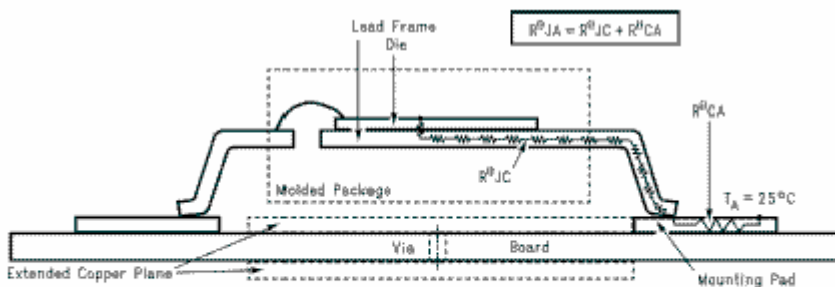 Lead Frame
Die
RθJA = RθJC + RθCA
RθCA
RθJC
Molded Package
TA = 25°C
Via
Board
Extended Copper Plane
Mounting Pad